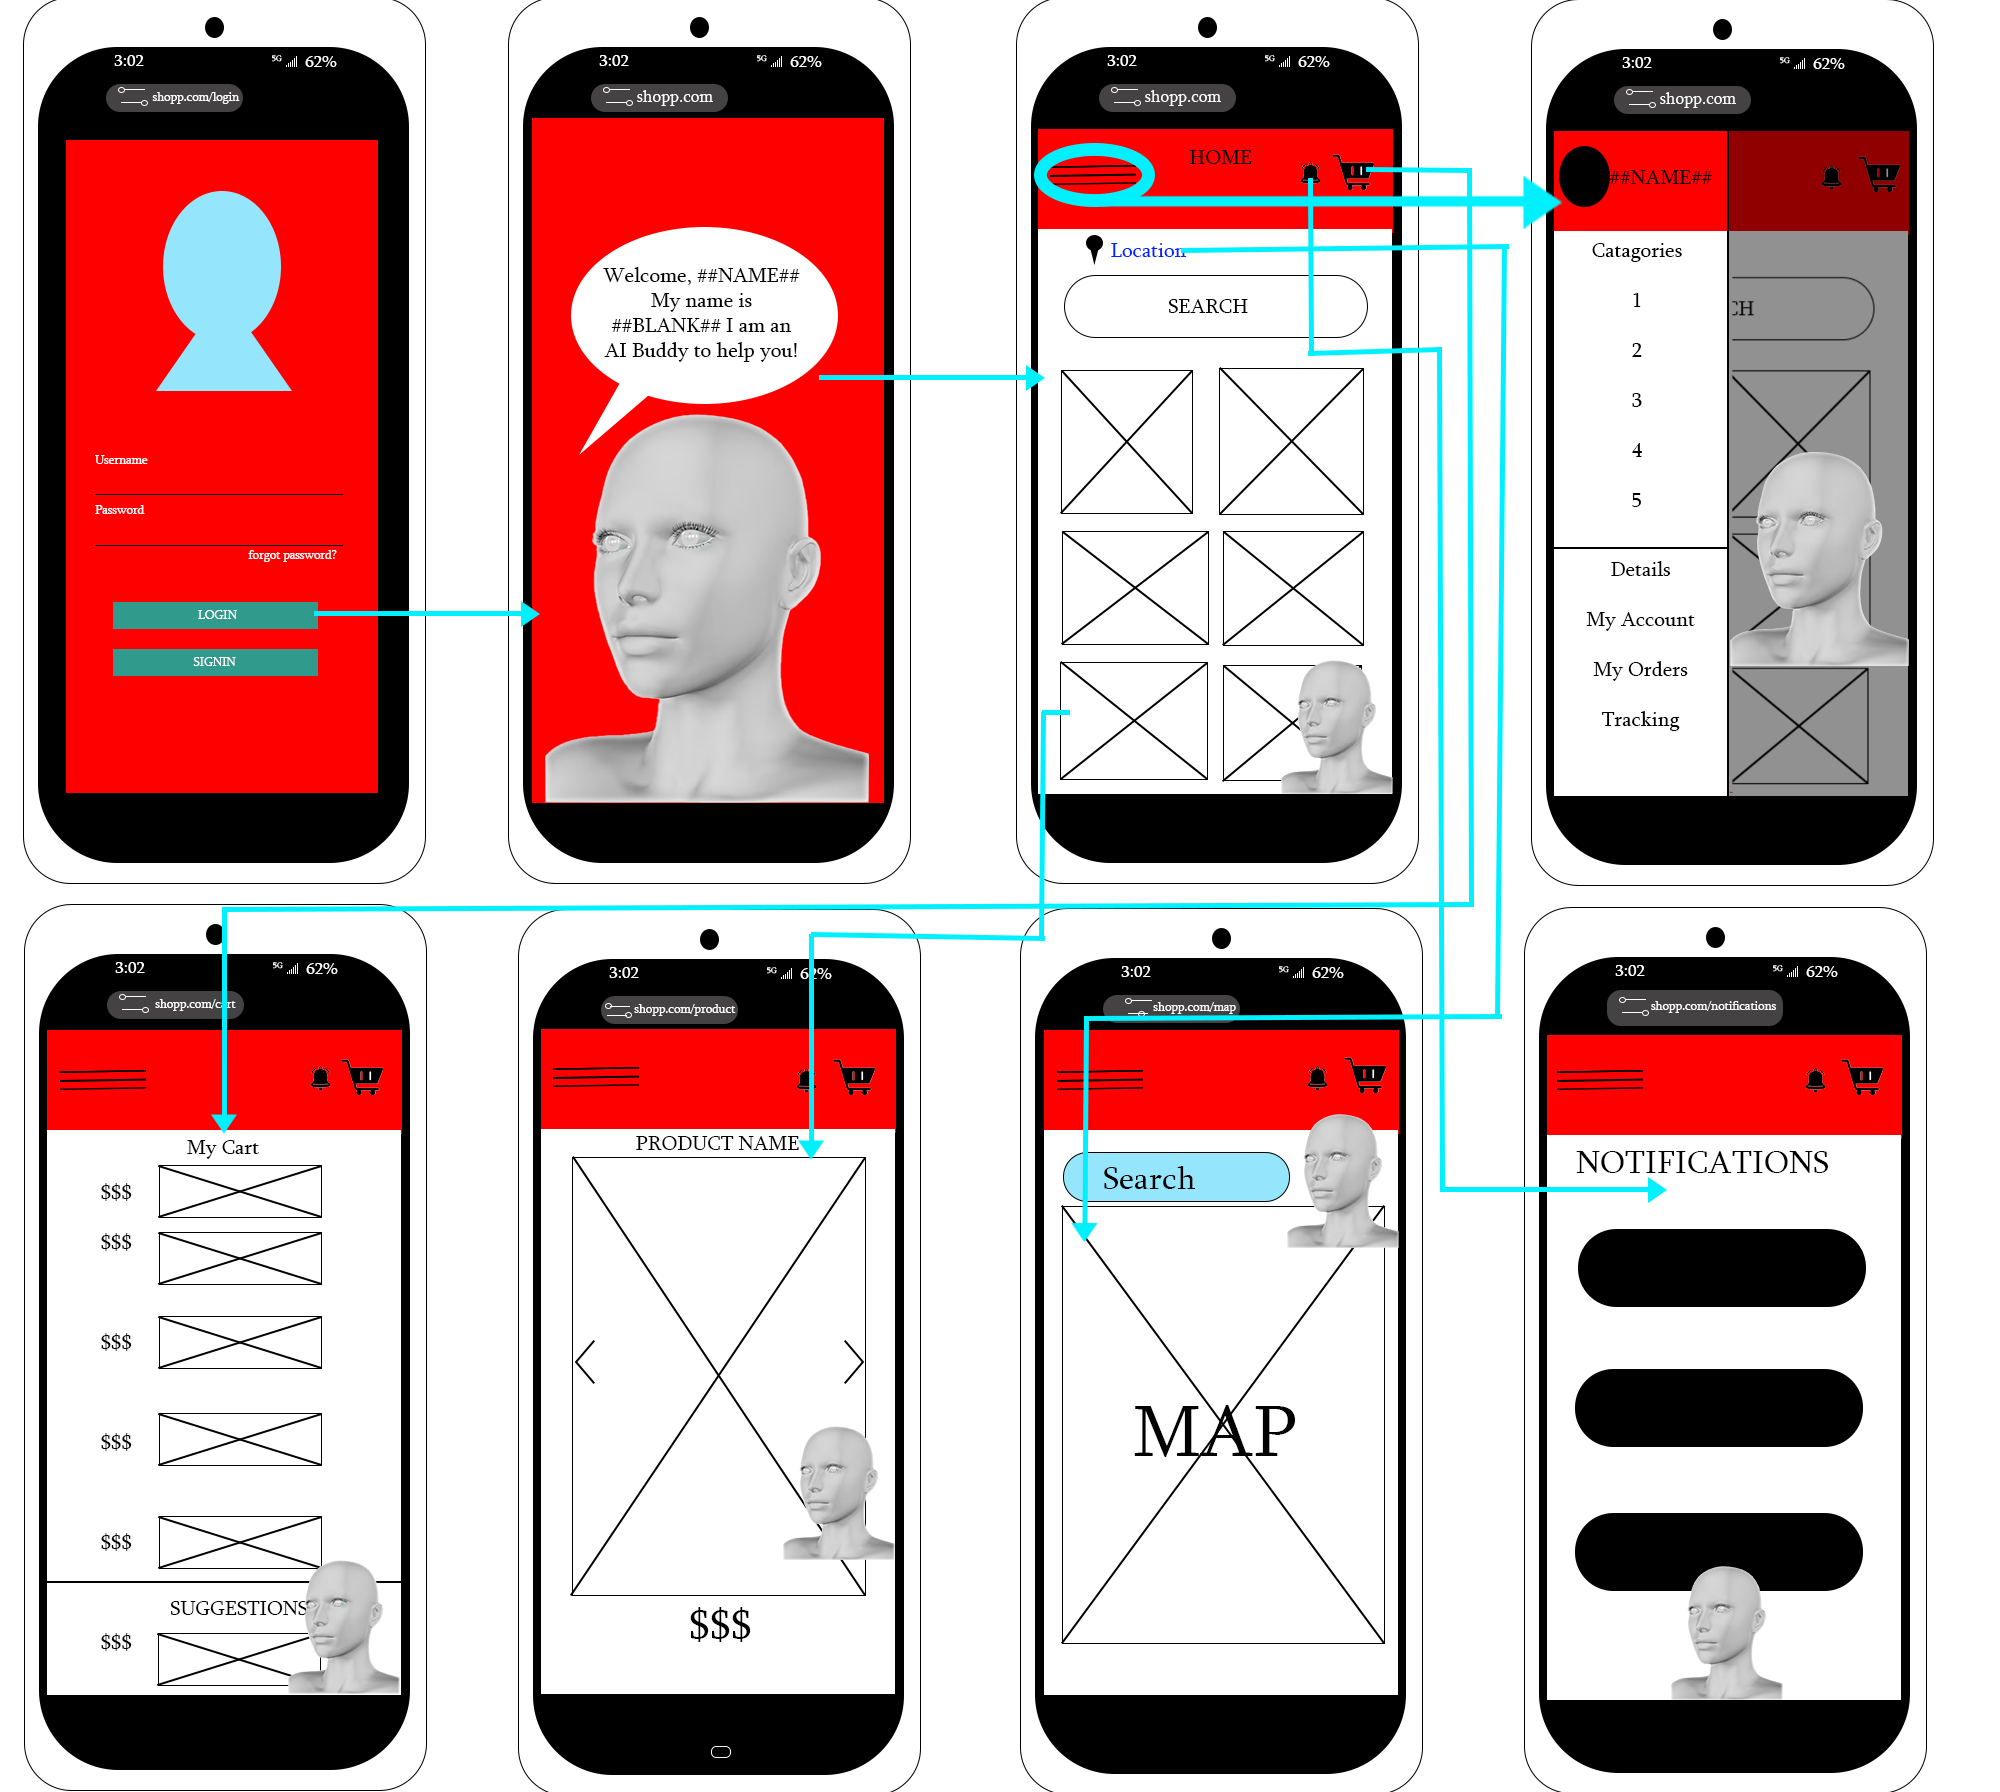 3:02 5G 62%
shopp.com/login
Username
Password
forgot password?
LOGIN
SIGNIN
3:02 5G 62%
shopp.com
Welcome, ##NAME##
My name is
##BLANK## I am an
AI Buddy to help you!
3:02 5G 62%
shopp.com
HOME
Location
SEARCH
3:02 5G 62%
shopp.com
##NAME##
Catagories
1
2
3
4
5
Details
My Account
My Orders
Tracking
CH
3:02 5G 62%
shopp.com/cart
My Cart
$$$
$$$
$$$
$$$
$$$
SUGGESTIONS
$$$
3:02 5G 62%
shopp.com/product
PRODUCT NAME
$$$
3:02 5G 62%
shopp.com/map
Search
MAP
3:02 5G 62%
shopp.com/notifications
NOTIFICATIONS